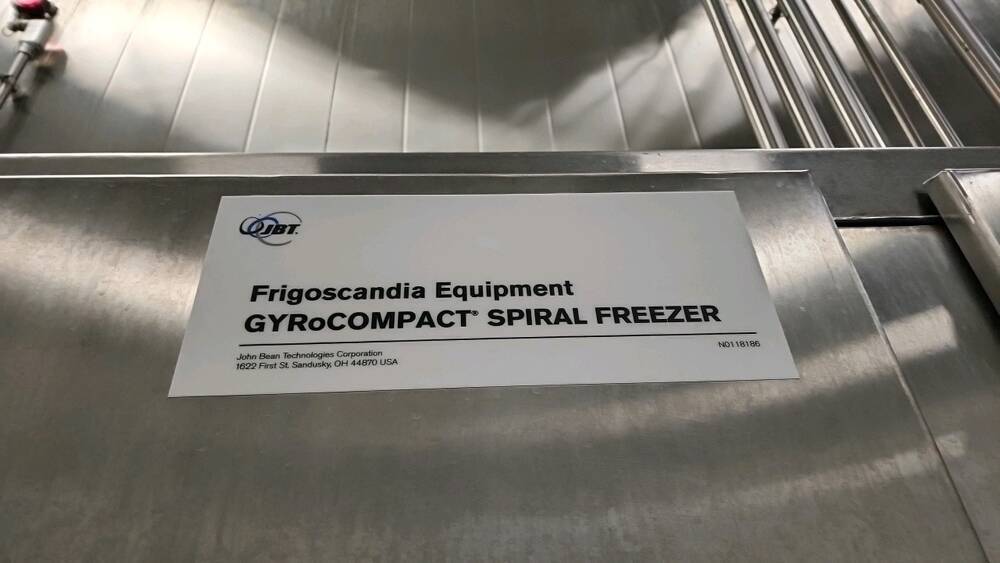 JBT.
Frigoscandia Equipment
GYRoCOMPACT® SPIRAL FREEZER
N0118186
John Bean Technologies Corporation
1622 First St. Sandusky, OH 44870 USA